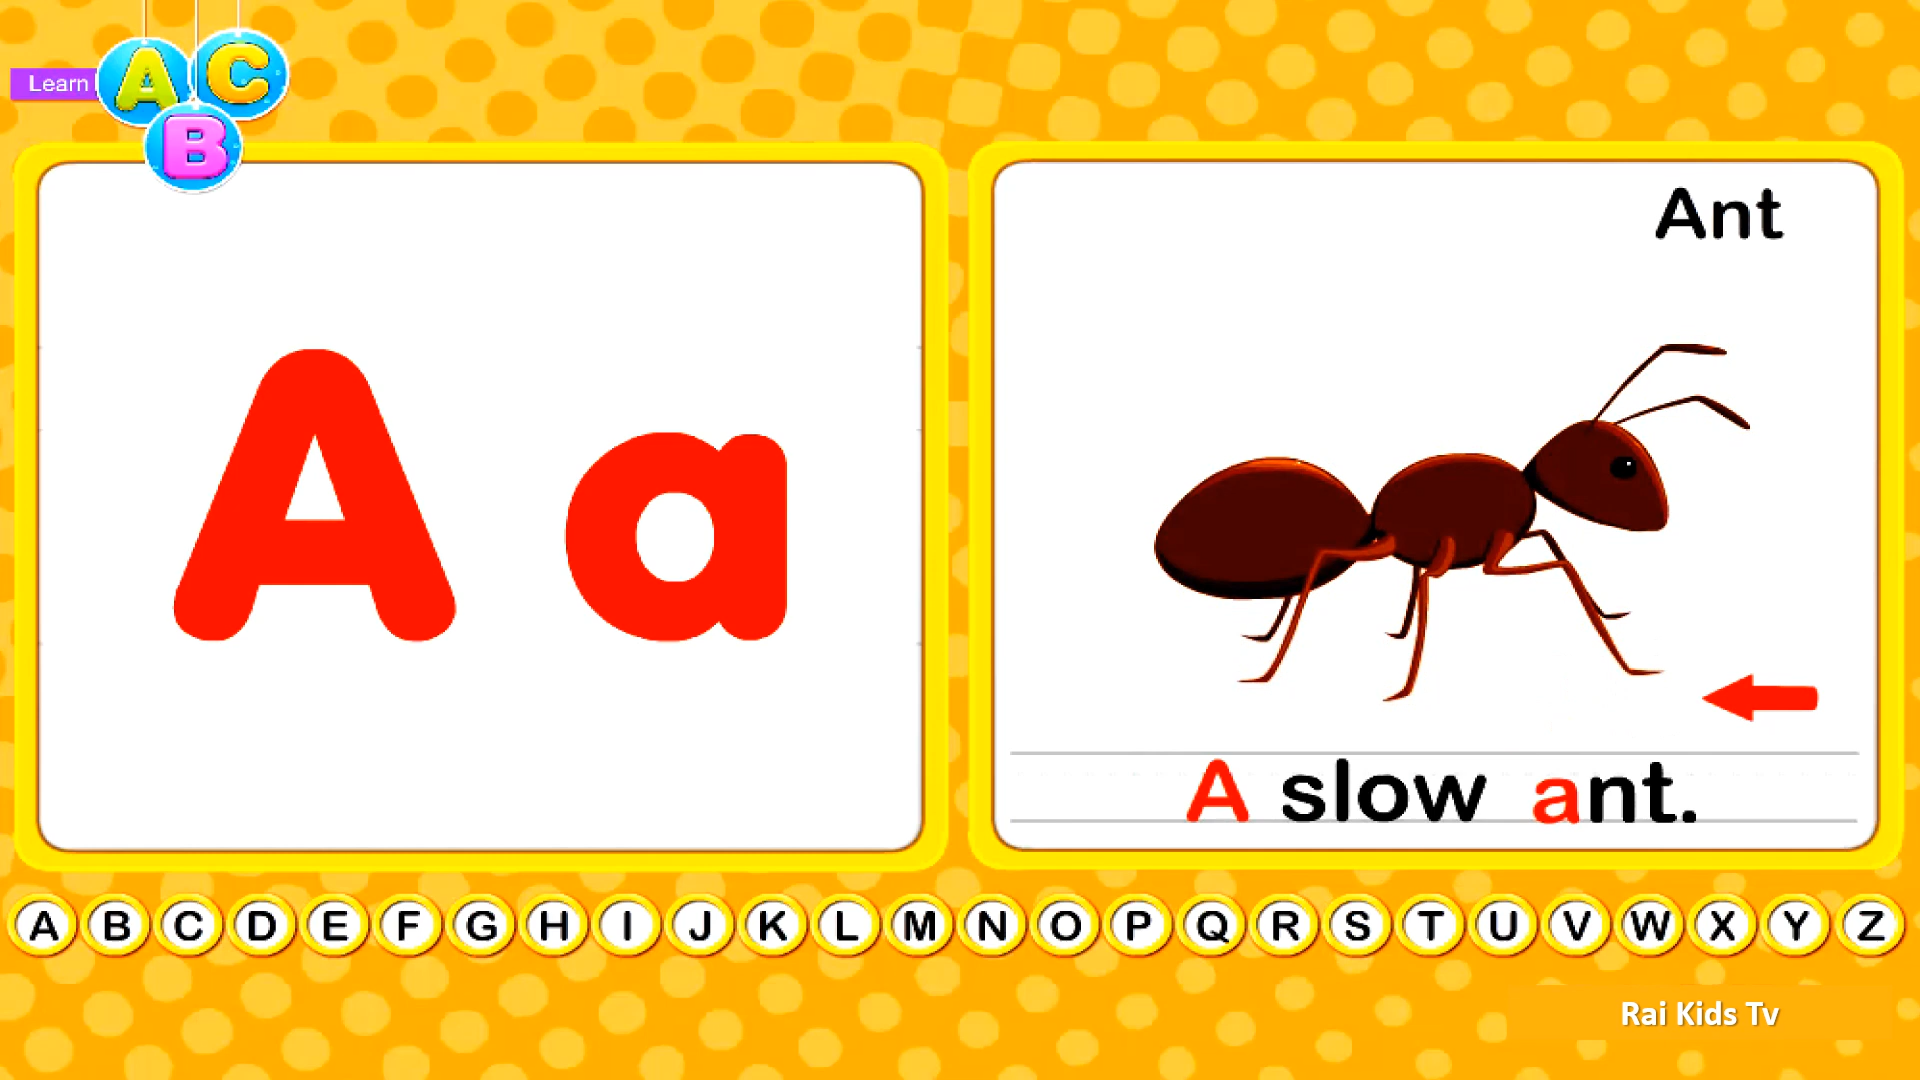 Learn
A C
B
A a
Ant
A slow ant.
A B C D E F G H I J K L M N O P Q R S T U V W X Y Z
Rai Kids Tv